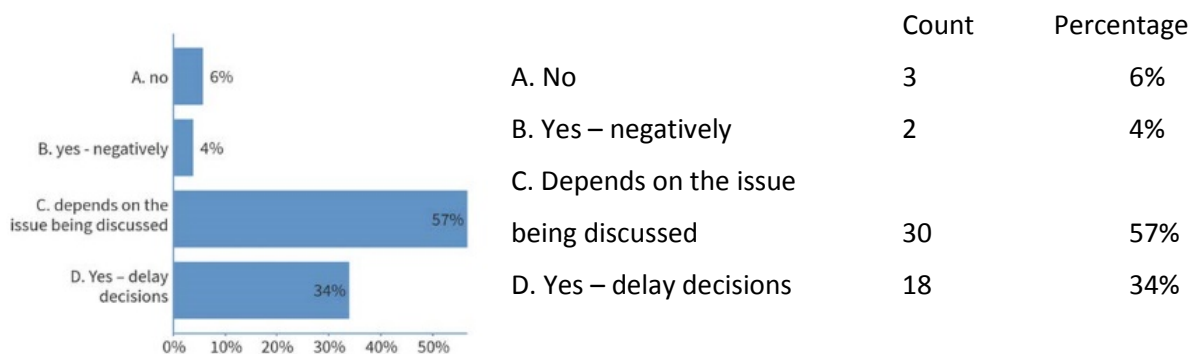 A. no
6%
B. yes - negatively
4%
C. depends on the
issue being discussed
57%
D. Yes – delay
decisions
34%
0% 10% 20% 30% 40% 50%
Count Percentage
A. No 3 6%
B. Yes – negatively 2 4%
C. Depends on the issue
being discussed 30 57%
D. Yes – delay decisions 18 34%